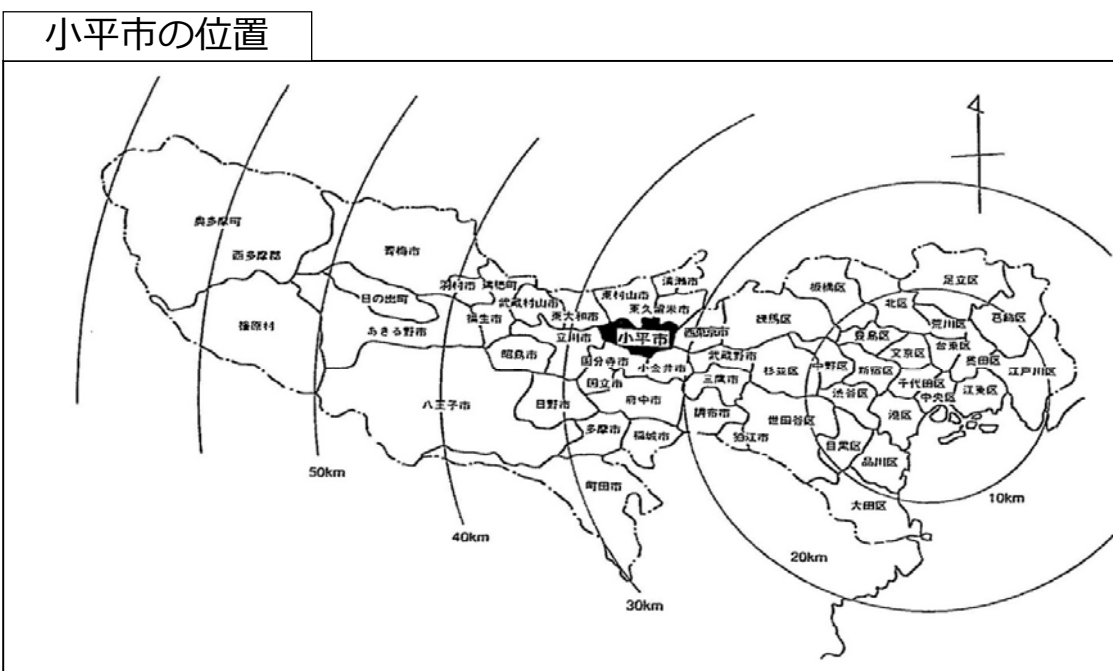 小平市の位置
奥多摩町
西多摩郡
青梅市
檜原村
日の出町
あきる野市
羽村市
瑞穂町
福生市
武蔵村山市
東大和市
東村山市
清瀬市
東久留米市
立川市
小平市
西東京市
昭島市
国分寺市
小金井市
武蔵野市
国立市
三鷹市
八王子市
日野市
府中市
調布市
多摩市
稲城市
狛江市
町田市
練馬区
板橋区
北区
足立区
葛飾区
荒川区
豊島区
文京区
台東区
墨田区
江戸川区
杉並区
中野区
新宿区
千代田区
中央区
江東区
渋谷区
港区
世田谷区
目黒区
品川区
大田区
50km
40km
30km
20km
10km